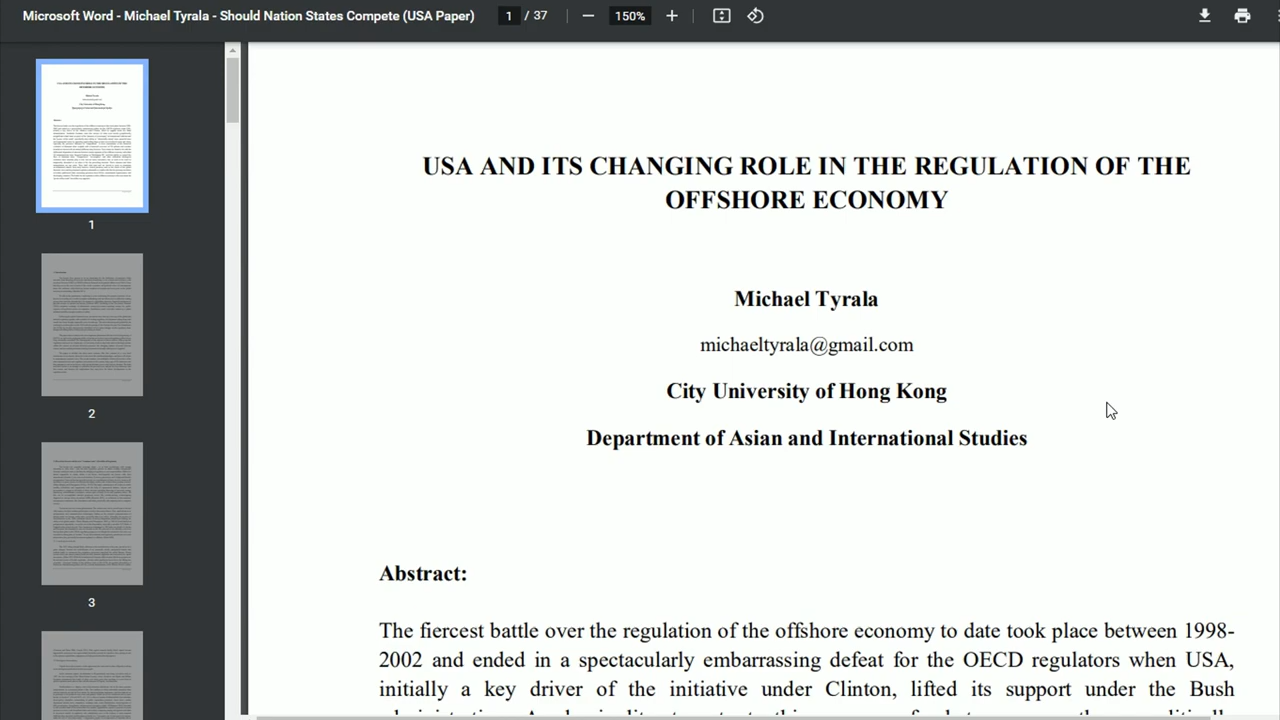 Microsoft Word - Michael Tyrala - Should Nation States Compete (USA Paper)
1 / 37
150%
1
2
3
USA AND ITS CHANGING ROLE IN THE REGULATION OF THE
OFFSHORE ECONOMY
Michael Tyrala
michaeltyrala@gmail.com
City University of Hong Kong
Department of Asian and International Studies
Abstract:
The fiercest battle over the regulation of the offshore economy to date took place between 1998-
2002 and ended in a spectacularly embarrassing defeat for the OECD regulators when USA,
initially a key driver of the initiative under Clinton, lifted its support under the Bush